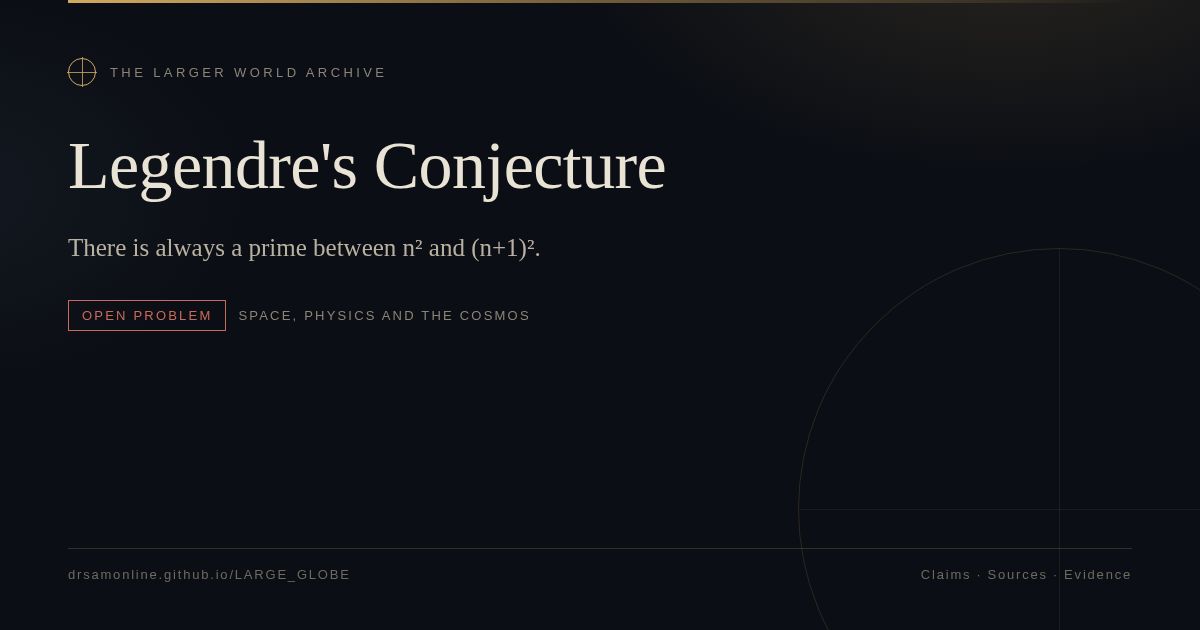 THE LARGER WORLD ARCHIVE
Legendre's Conjecture
There is always a prime between n² and (n+1)².
OPEN PROBLEM SPACE, PHYSICS AND THE COSMOS
drsamonline.github.io/LARGE_GLOBE Claims · Sources · Evidence